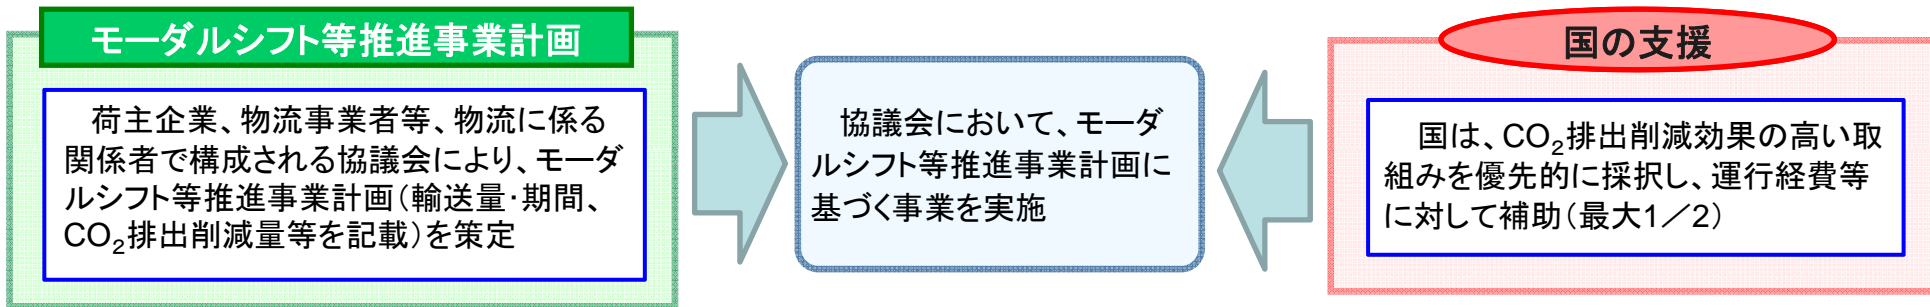 モーダルシフト等推進事業計画
荷主企業、物流事業者等、物流に係る
関係者で構成される協議会により、モーダ
ルシフト等推進事業計画(輸送量･期間、
CO₂排出削減量等を記載)を策定
協議会において、モーダ
ルシフト等推進事業計画に
基づく事業を実施
国の支援
国は、CO₂排出削減効果の高い取
組みを優先的に採択し、運行経費等
に対して補助(最大1／2)